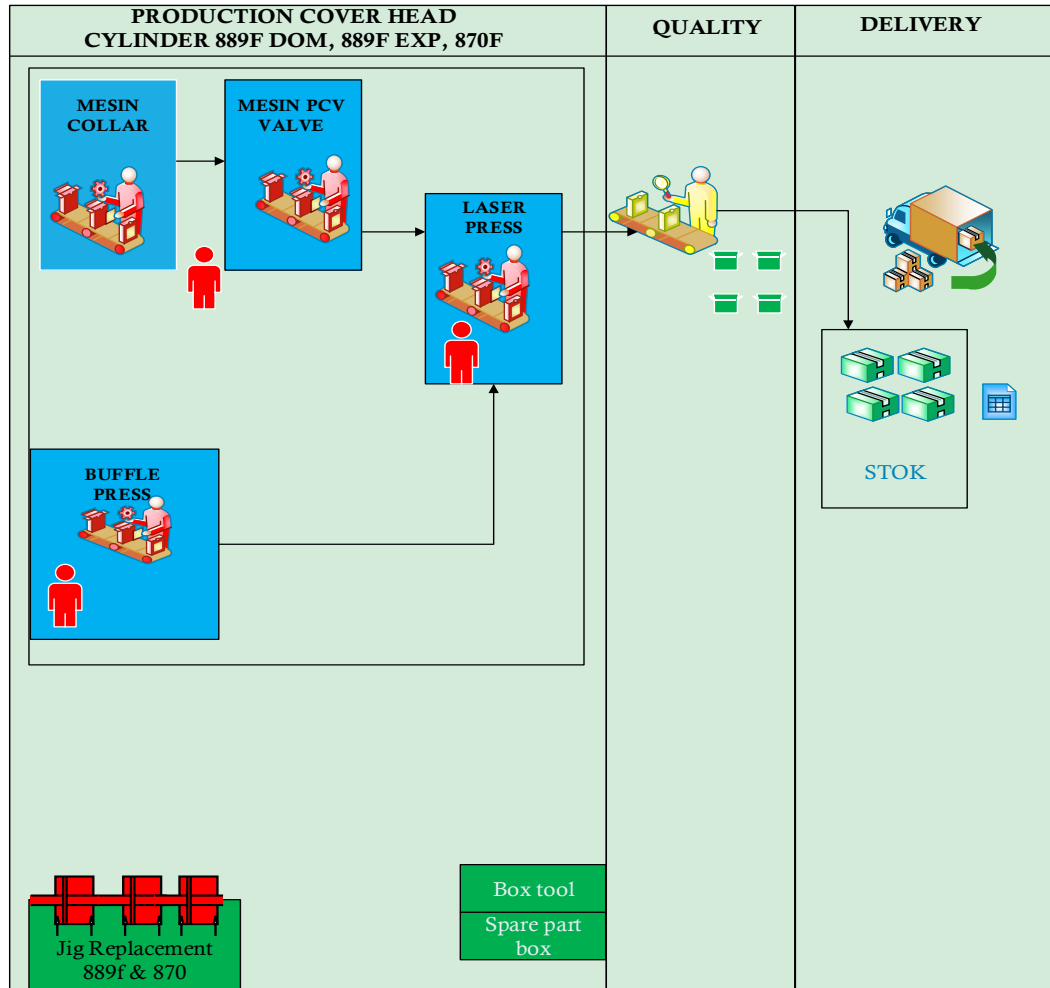 PRODUCTION COVER HEAD
CYLINDER 889F DOM, 889F EXP, 870F
QUALITY
DELIVERY
MESIN
COLLAR
MESIN PCV
VALVE
LASER
PRESS
BUFFLE
PRESS
STOK
Box tool
Spare part
box
Jig Replacement
889f & 870